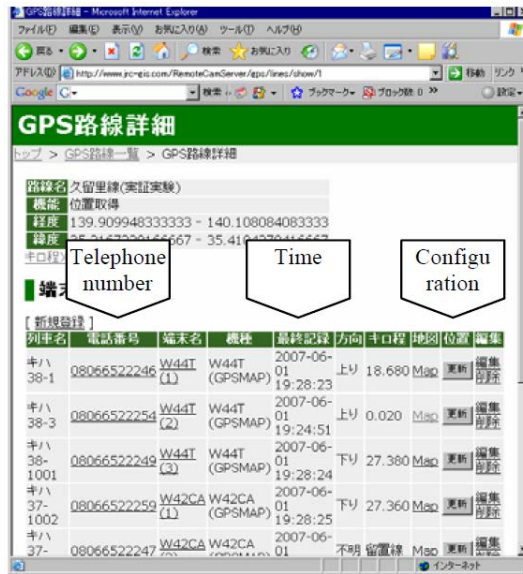 GPS路線詳細 - Microsoft Internet Explorer
ファイル(F) 編集(E) 表示(V) お気に入り(A) ツール(T) ヘルプ(H)
戻る 検索 お気に入り
アドレス(D) http://www.jrc-eis.com/RemoteCamServer/gps/lines/show/1 移動 リンク
Google G 検索 ブックマーク ブロック数 0 設定
GPS路線詳細
トップ > GPS路線一覧 > GPS路線詳細
路線名 久留里線(実証実験)
機能 位置取得
経度 139.909948333333 - 140.108084083333
緯度
キロ程
Telephone number
Time
Configu ration
[ 新規登録 ]
列車名 電話番号 端末名 機種 最終記録 方向 キロ程 地図 位置 編集
キハ 38-1 08066522246 W44T (1) W44T (GPSMAP) 2007-06-01 19:28:23 上り 18.680 Map 更新 編集 削除
キハ 38-3 08066522254 W44T (2) W44T (GPSMAP) 2007-06-01 19:24:51 上り 0.020 Map 更新 編集 削除
キハ 38-1001 08066522249 W44T (3) W44T (GPSMAP) 2007-06-01 19:28:24 下り 27.380 Map 更新 編集 削除
キハ 37-1002 08066522259 W42CA (1) W42CA (GPSMAP) 2007-06-01 19:28:25 下り 27.360 Map 更新 編集 削除
キハ 37- 08066522247 W42CA W42CA 2007-06-01 不明 留置線 Map 更新 編集
インターネット